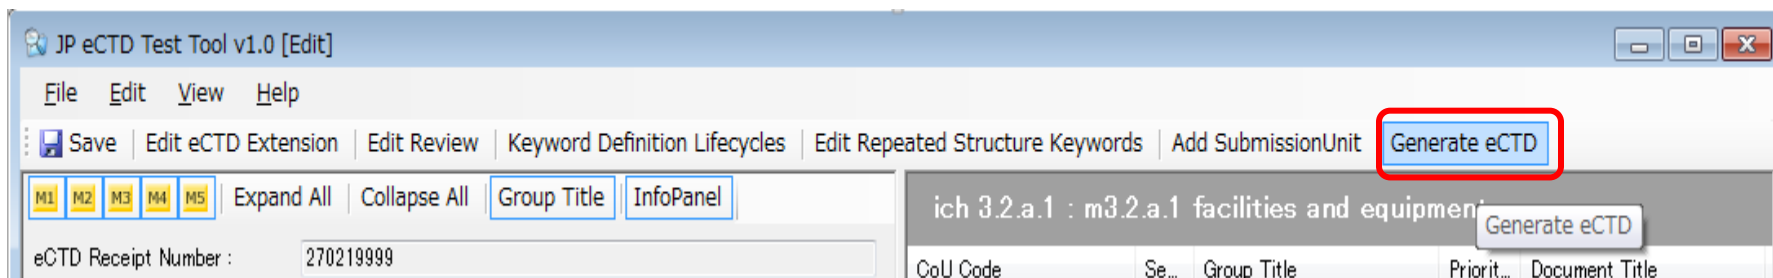 JP eCTD Test Tool v1.0 [Edit]
File Edit View Help
Save Edit eCTD Extension Edit Review Keyword Definition Lifecycles Edit Repeated Structure Keywords Add SubmissionUnit Generate eCTD
M1 M2 M3 M4 M5 Expand All Collapse All Group Title InfoPanel
ich 3.2.a.1 : m3.2.a.1 facilities and equipment
Generate eCTD
eCTD Receipt Number : 270219999
CoU Code Se... Group Title Priorit... Document Title